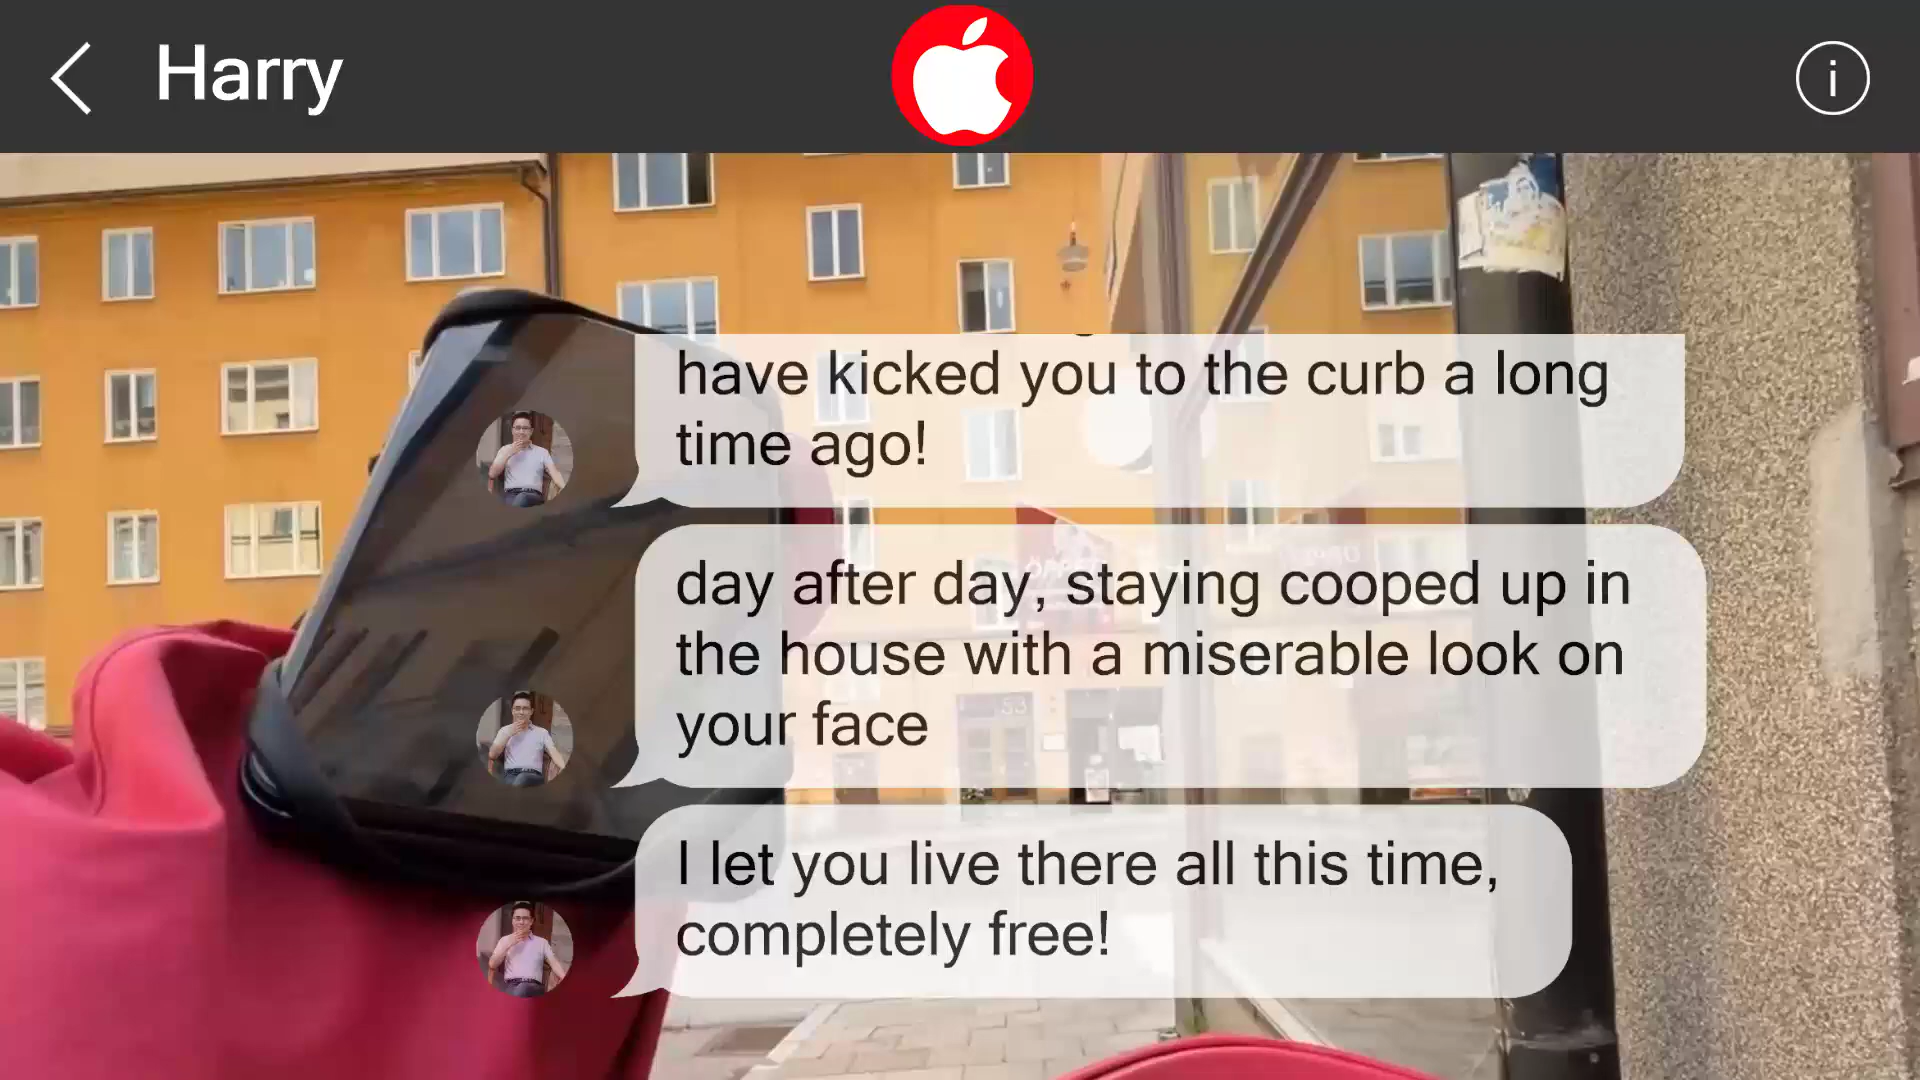 Harry
have kicked you to the curb a long
time ago!
day after day, staying cooped up in
the house with a miserable look on
your face
I let you live there all this time,
completely free!
53